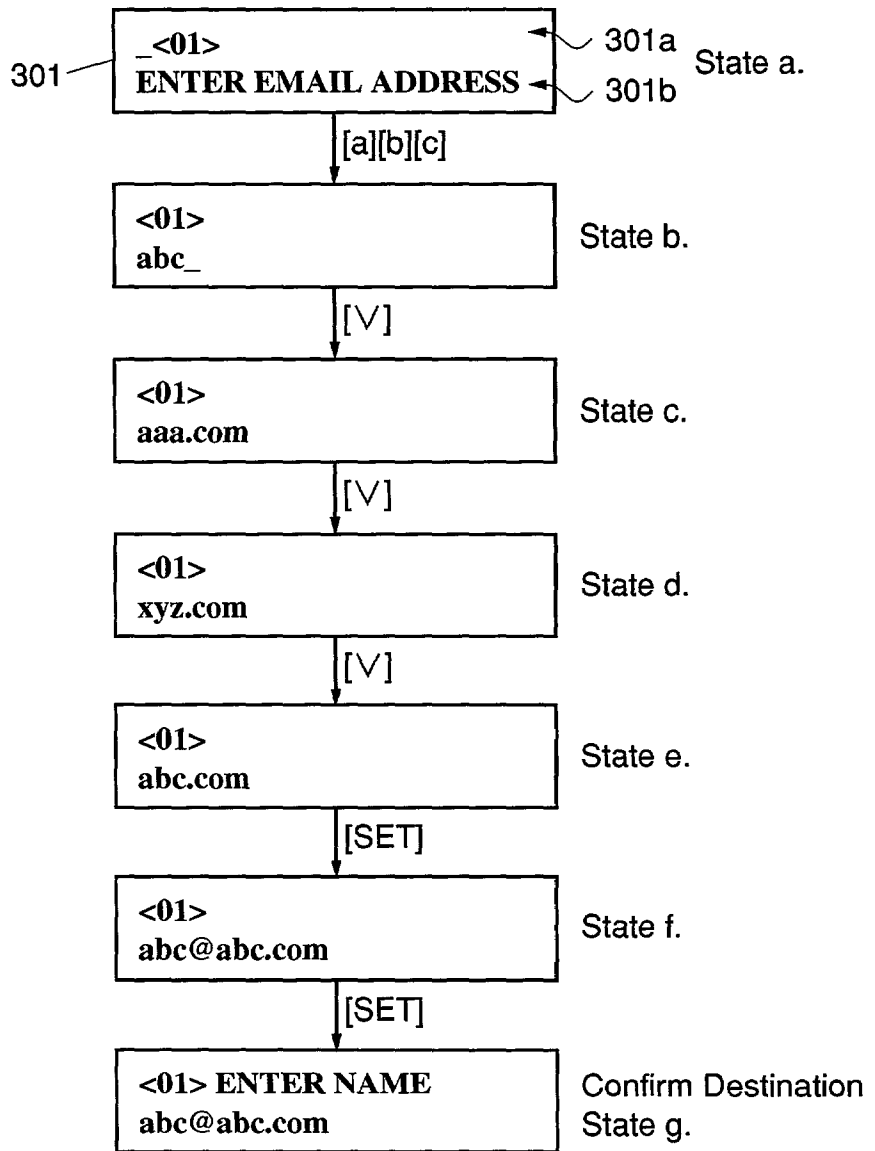 _<01>
301a
301
State a.
ENTER EMAIL ADDRESS
301b
[a][b][c]
<01>
State b.
abc_
[V]
<01>
State c.
aaa.com
[V]
<01>
State d.
xyz.com
[V]
<01>
State e.
abc.com
[SET]
<01>
State f.
abc@abc.com
[SET]
<01> ENTER NAME
Confirm Destination
abc@abc.com
State g.